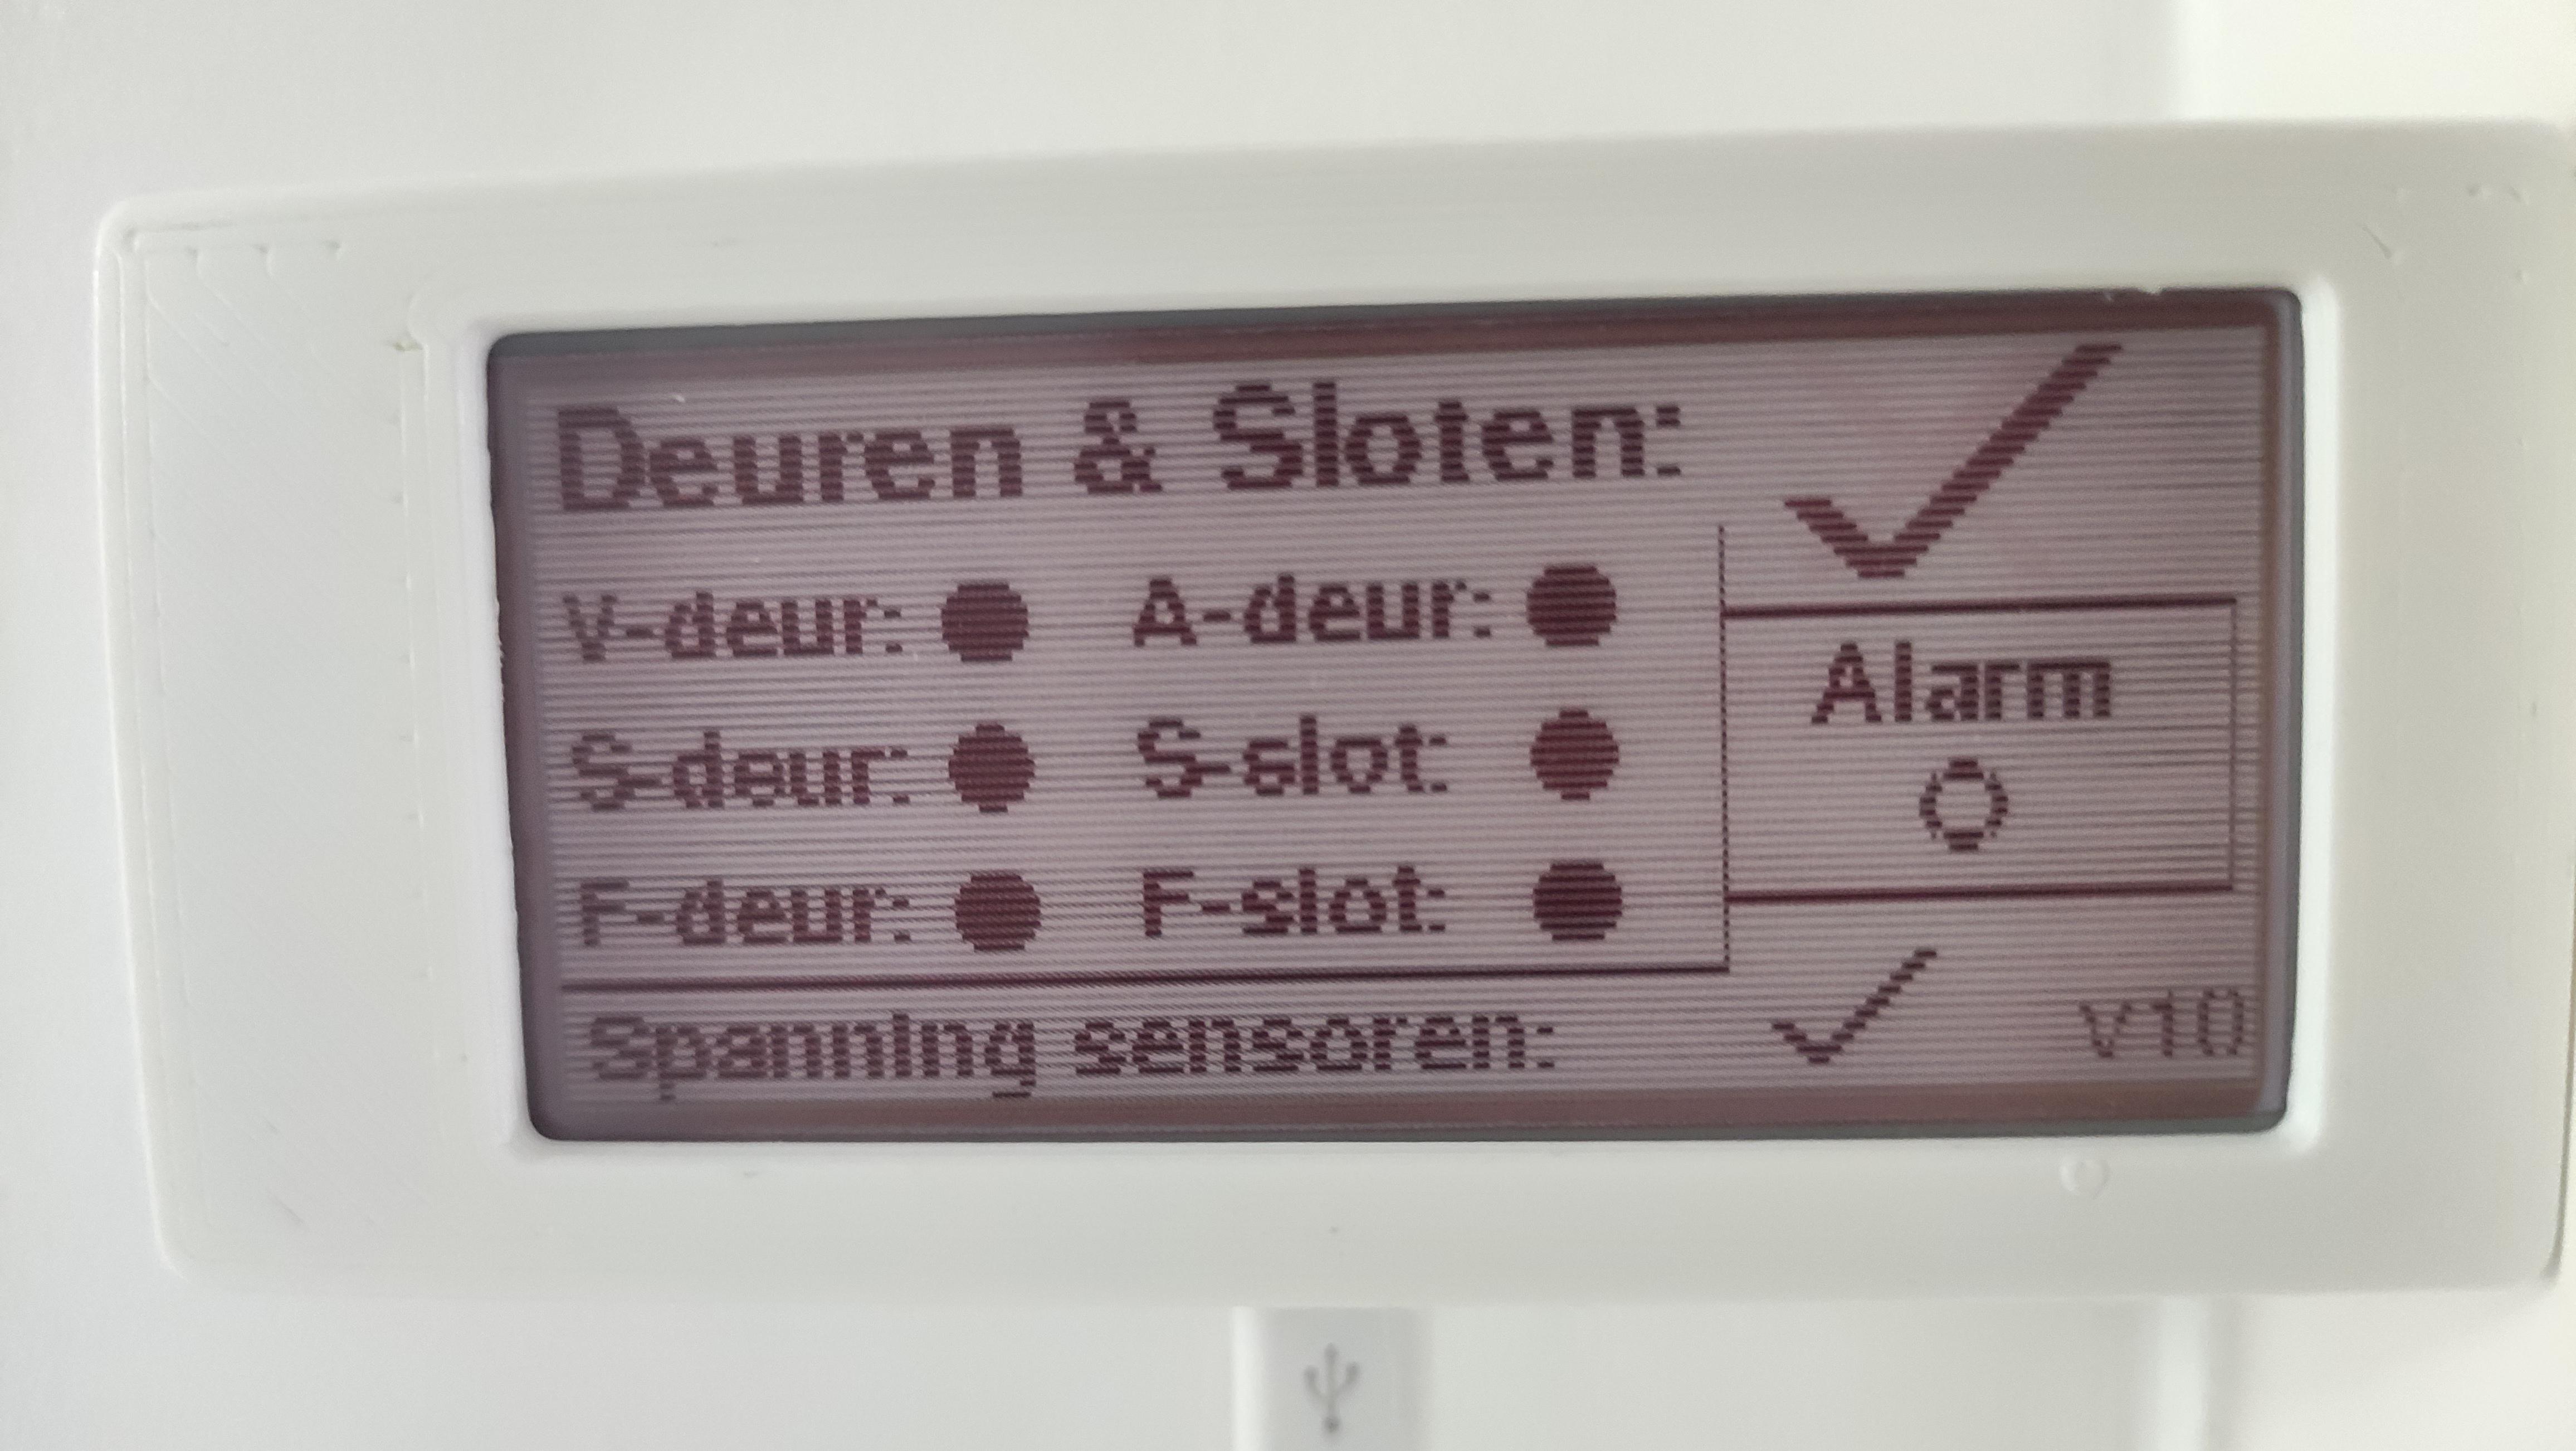 Deuren & Sloten:
V-deur: A-deur:
S-deur: S-slot:
F-deur: F-slot:
Alarm
Spanning sensoren:
v10